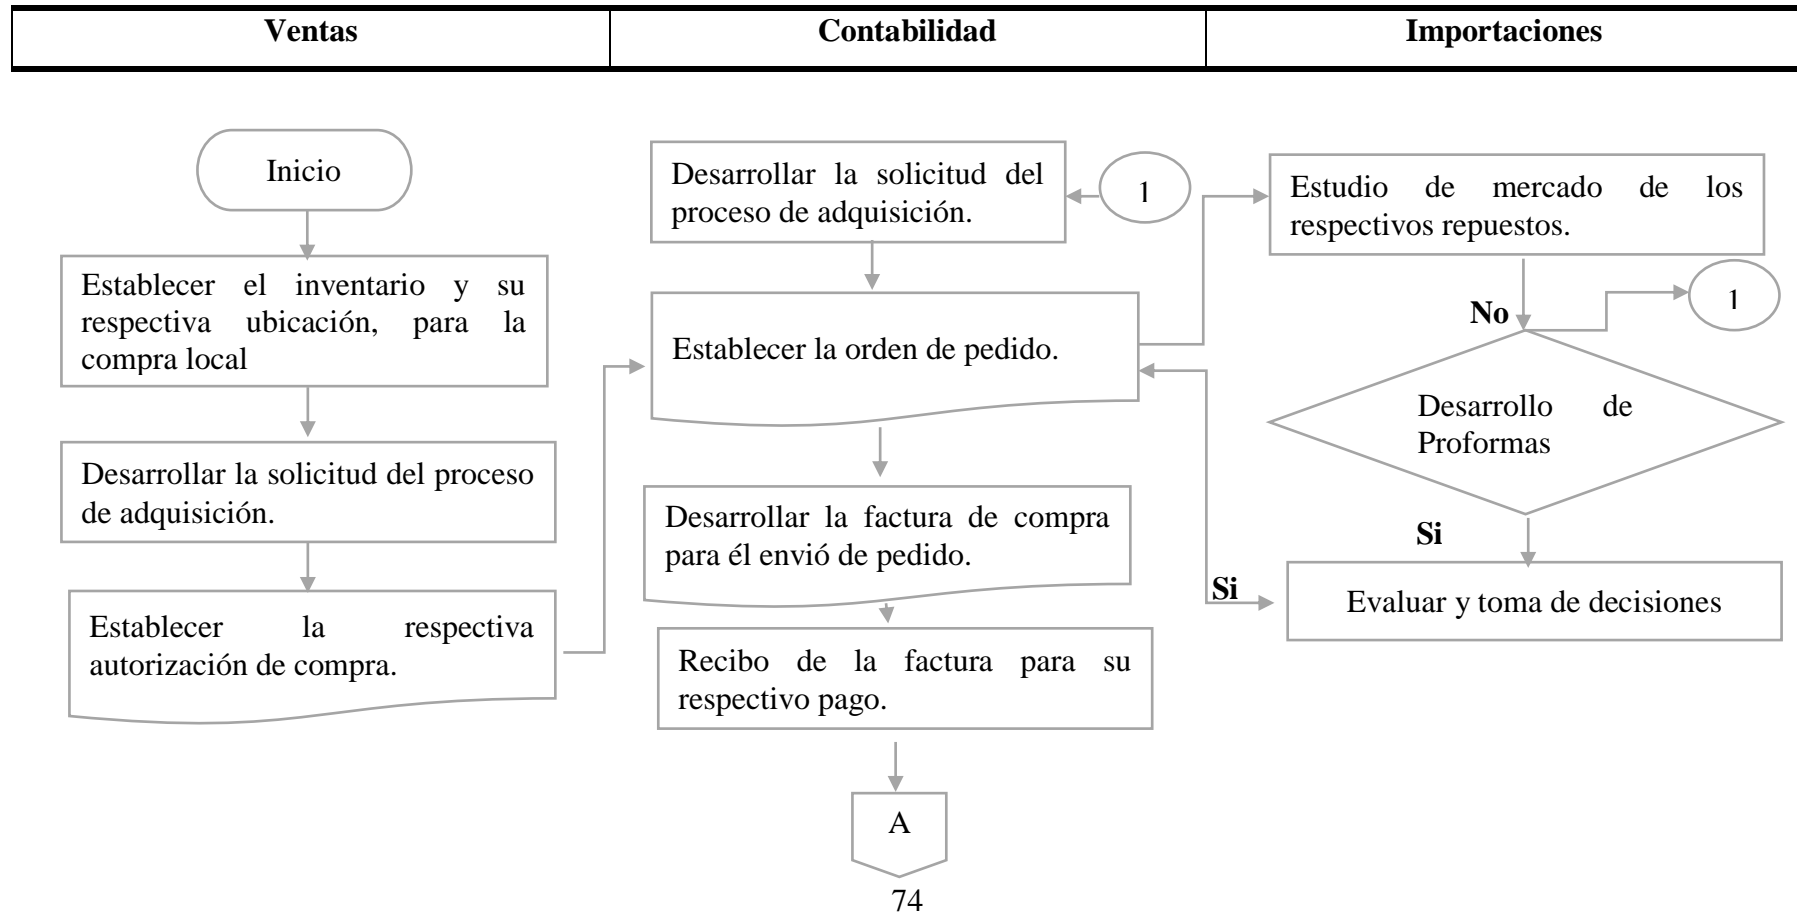 Ventas
Contabilidad
Importaciones
Inicio
Establecer el inventario y su
respectiva ubicación, para la
compra local
Desarrollar la solicitud del proceso
de adquisición.
Establecer la respectiva
autorización de compra.
Desarrollar la solicitud del
proceso de adquisición.
1
Establecer la orden de pedido.
Desarrollar la factura de compra
para él envió de pedido.
Recibo de la factura para su
respectivo pago.
A
Estudio de mercado de los
respectivos repuestos.
1
No
Desarrollo de
Proformas
Si
Si
Evaluar y toma de decisiones
74